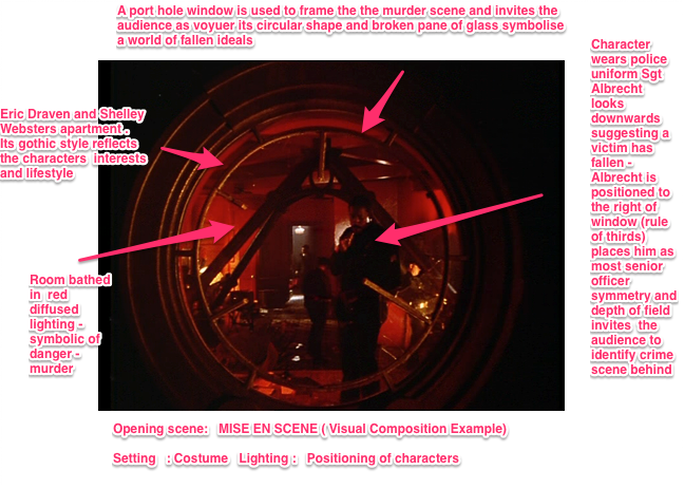 A port hole window is used to frame the the murder scene and invites the
audience as voyuer its circular shape and broken pane of glass symbolise
a world of fallen ideals
Eric Draven and Shelley
Websters apartment .
Its gothic style reflects
the characters  interests
and lifestyle
Room bathed
in  red
diffused
lighting -
symbolic of
danger -
murder
Character
wears police
uniform Sgt
Albrecht
looks
downwards
suggesting a
victim has
fallen -
Albrecht is
positioned to
the right of
window (rule
of thirds)
places him as
most senior
officer
symmetry and
depth of field
invites  the
audience to
identify crime
scene behind
Opening scene:   MISE EN SCENE ( Visual Composition Example)
Setting   : Costume   Lighting :   Positioning of characters